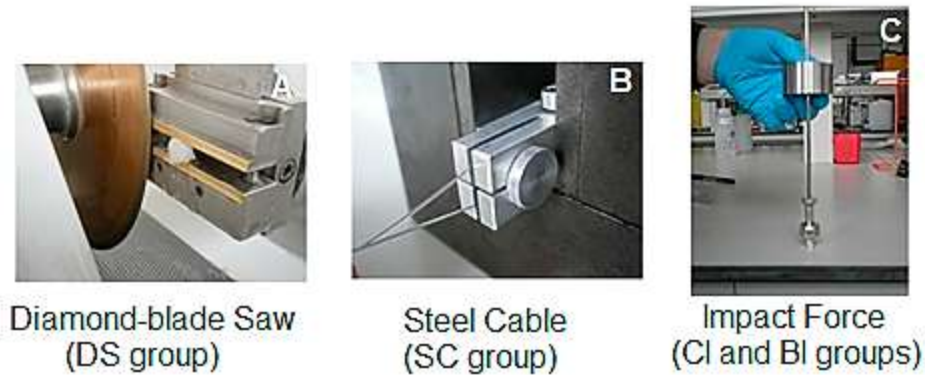 A
B
C
Diamond-blade Saw
(DS group)
Steel Cable
(SC group)
Impact Force
(CI and BI groups)